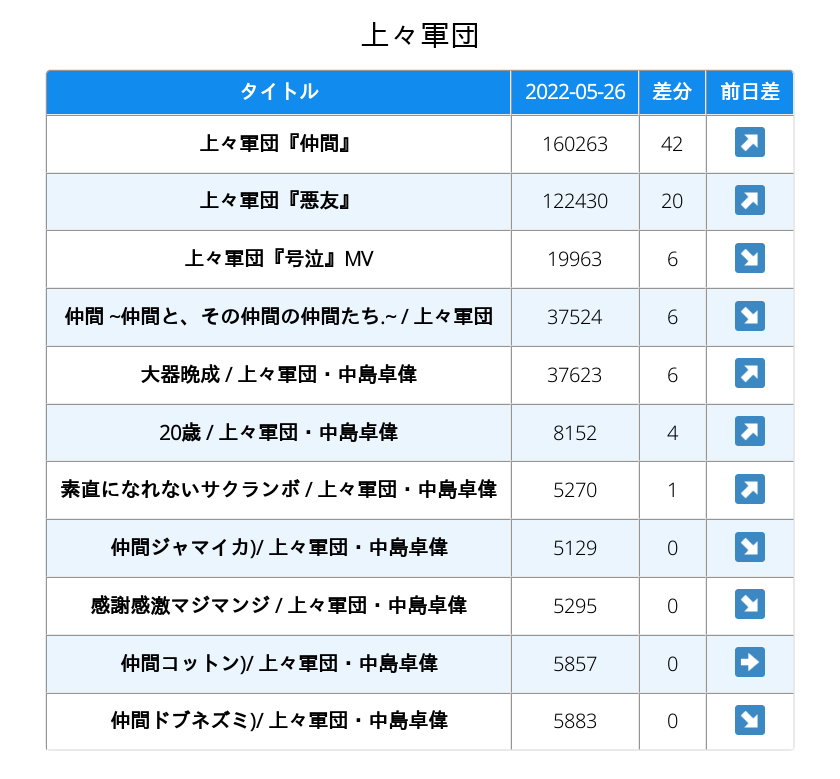 上々軍団
タイトル 2022-05-26 差分 前日差
上々軍団『仲間』 160263 42 ↗
上々軍団『悪友』 122430 20 ↗
上々軍団『号泣』MV 19963 6 ↘
仲間 ~仲間と、その仲間の仲間たち.~ / 上々軍団 37524 6 ↘
大器晩成 / 上々軍団・中島卓偉 37623 6 ↗
20歳 / 上々軍団・中島卓偉 8152 4 ↗
素直になれないサクランボ / 上々軍団・中島卓偉 5270 1 ↗
仲間ジャマイカ)/ 上々軍団・中島卓偉 5129 0 ↘
感謝感激マジマンジ / 上々軍団・中島卓偉 5295 0 ↘
仲間コットン)/ 上々軍団・中島卓偉 5857 0 ➡
仲間ドブネズミ)/ 上々軍団・中島卓偉 5883 0 ↘